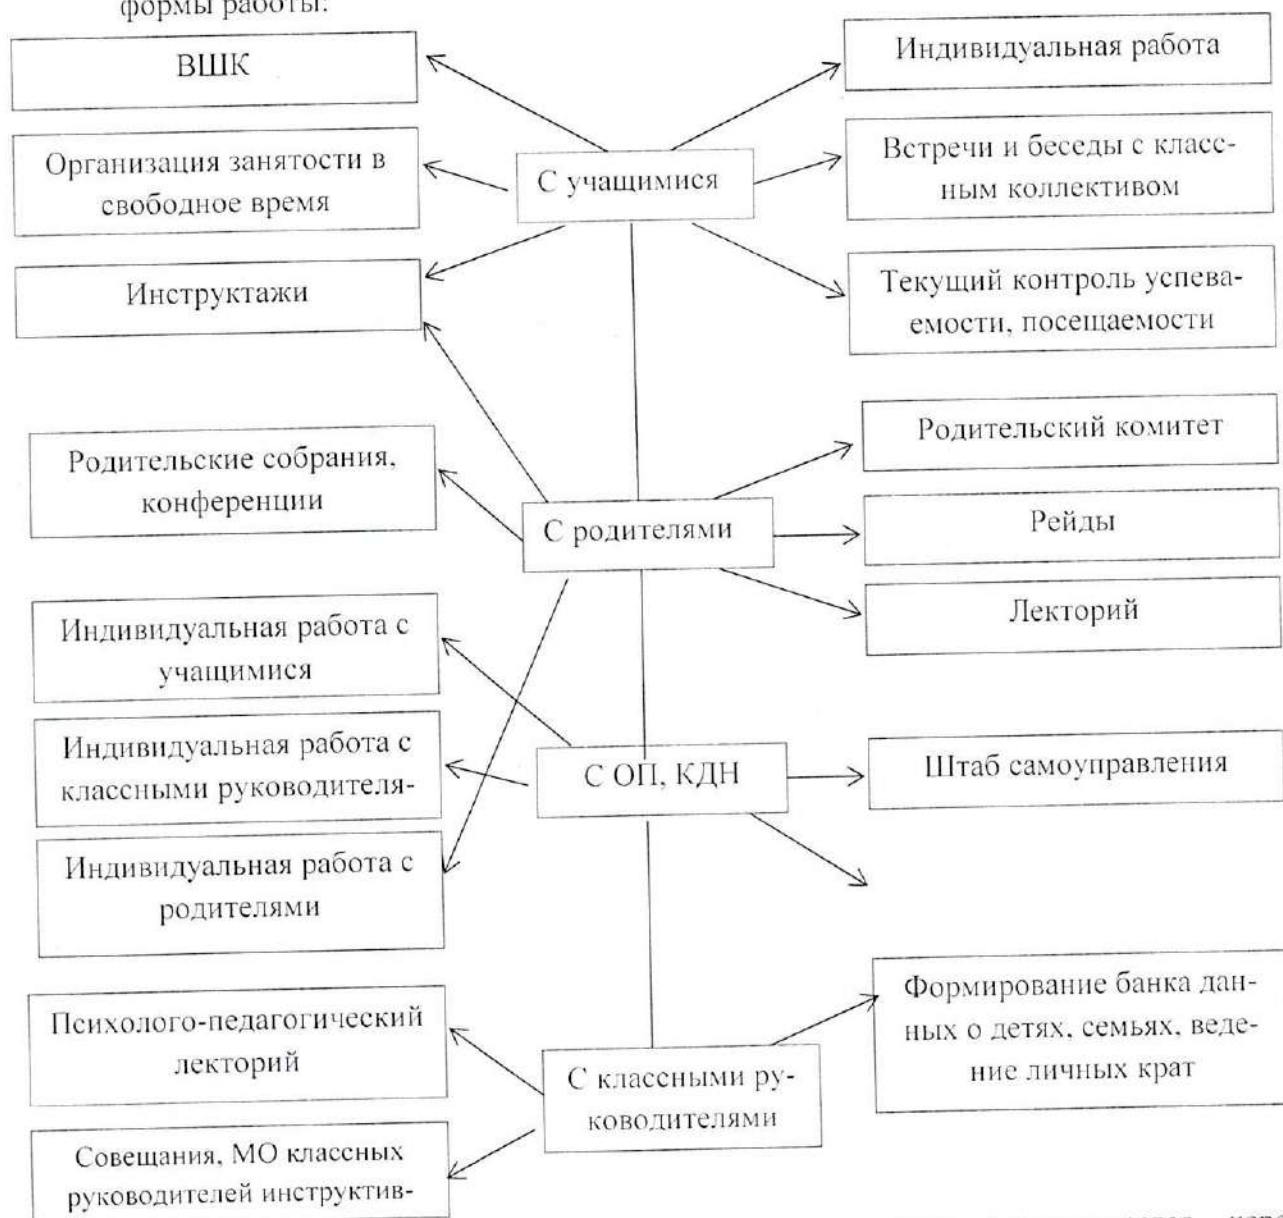 формы работы:
ВШК
Индивидуальная работа
Организация занятости в
свободное время
С учащимися
Встречи и беседы с класс-
ным коллективом
Инструктажи
Текущий контроль успева-
емости, посещаемости
Родительские собрания,
конференции
С родителями
Родительский комитет
Рейды
Лекторий
Индивидуальная работа с
учащимися
Индивидуальная работа с
классными руководителя-
С ОП, КДН
Штаб самоуправления
Индивидуальная работа с
родителями
Психолого-педагогический
лекторий
С классными ру-
ководителями
Формирование банка дан-
ных о детях, семьях, веде-
ние личных крат
Совещания, МО классных
руководителей инструктив-